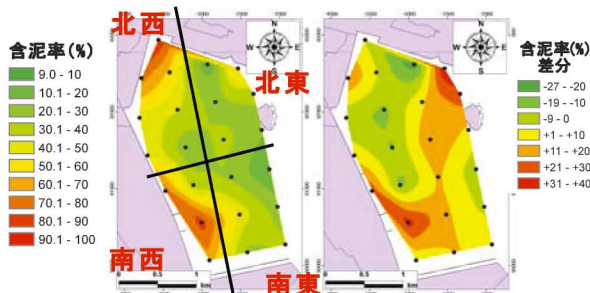 北西
北東
南西
南東
含泥率(%)
9.0 - 10
10.1 - 20
20.1 - 30
30.1 - 40
40.1 - 50
50.1 - 60
60.1 - 70
70.1 - 80
80.1 - 90
90.1 - 100
N
W
E
S
0
0.5
1
km
N
W
E
S
0
0.5
1
km
含泥率(%)
差分
-27 - -20
-19 - -10
-9 - 0
+1 - +10
+11 - +20
+21 - +30
+31 - +40